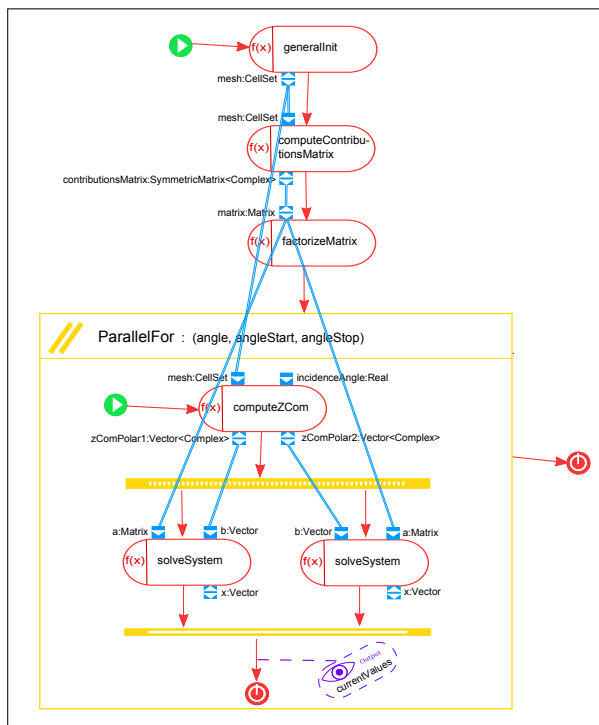 f(x) generalInit
mesh:CellSet
mesh:CellSet
f(x) computeContribu-
tionsMatrix
contributionsMatrix:SymmetricMatrix<Complex>
matrix:Matrix
f(x) factorizeMatrix
ParallelFor : (angle, angleStart, angleStop)
mesh:CellSet incidenceAngle:Real
f(x) computeZCom
zComPolar1:Vector<Complex> zComPolar2:Vector<Complex>
a:Matrix b:Vector b:Vector a:Matrix
f(x) solveSystem f(x) solveSystem
x:Vector x:Vector
Output
currentValues